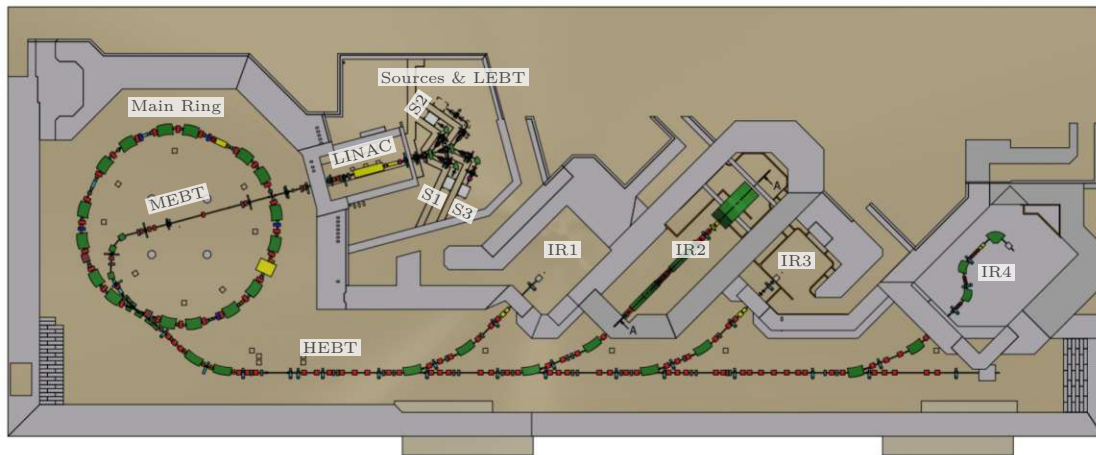 Sources & LEBT
Main Ring
S2
LINAC
MEBT
S1
S3
A
IR1
IR2
IR3
IR4
A
HEBT